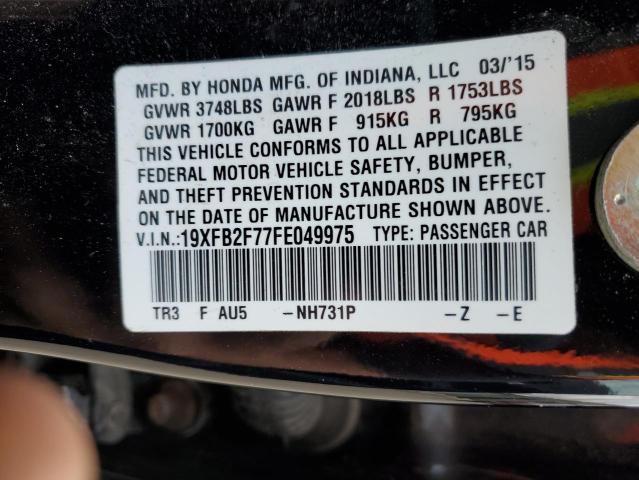 MFD. BY HONDA MFG. OF INDIANA, LLC 03/'15
GVWR 3748LBS GAWR F 2018LBS R 1753LBS
GVWR 1700KG GAWR F 915KG R 795KG
THIS VEHICLE CONFORMS TO ALL APPLICABLE
FEDERAL MOTOR VEHICLE SAFETY, BUMPER,
AND THEFT PREVENTION STANDARDS IN EFFECT
ON THE DATE OF MANUFACTURE SHOWN ABOVE.
V.I.N.:19XFB2F77FE049975 TYPE: PASSENGER CAR
TR3 F AU5 –NH731P –Z –E